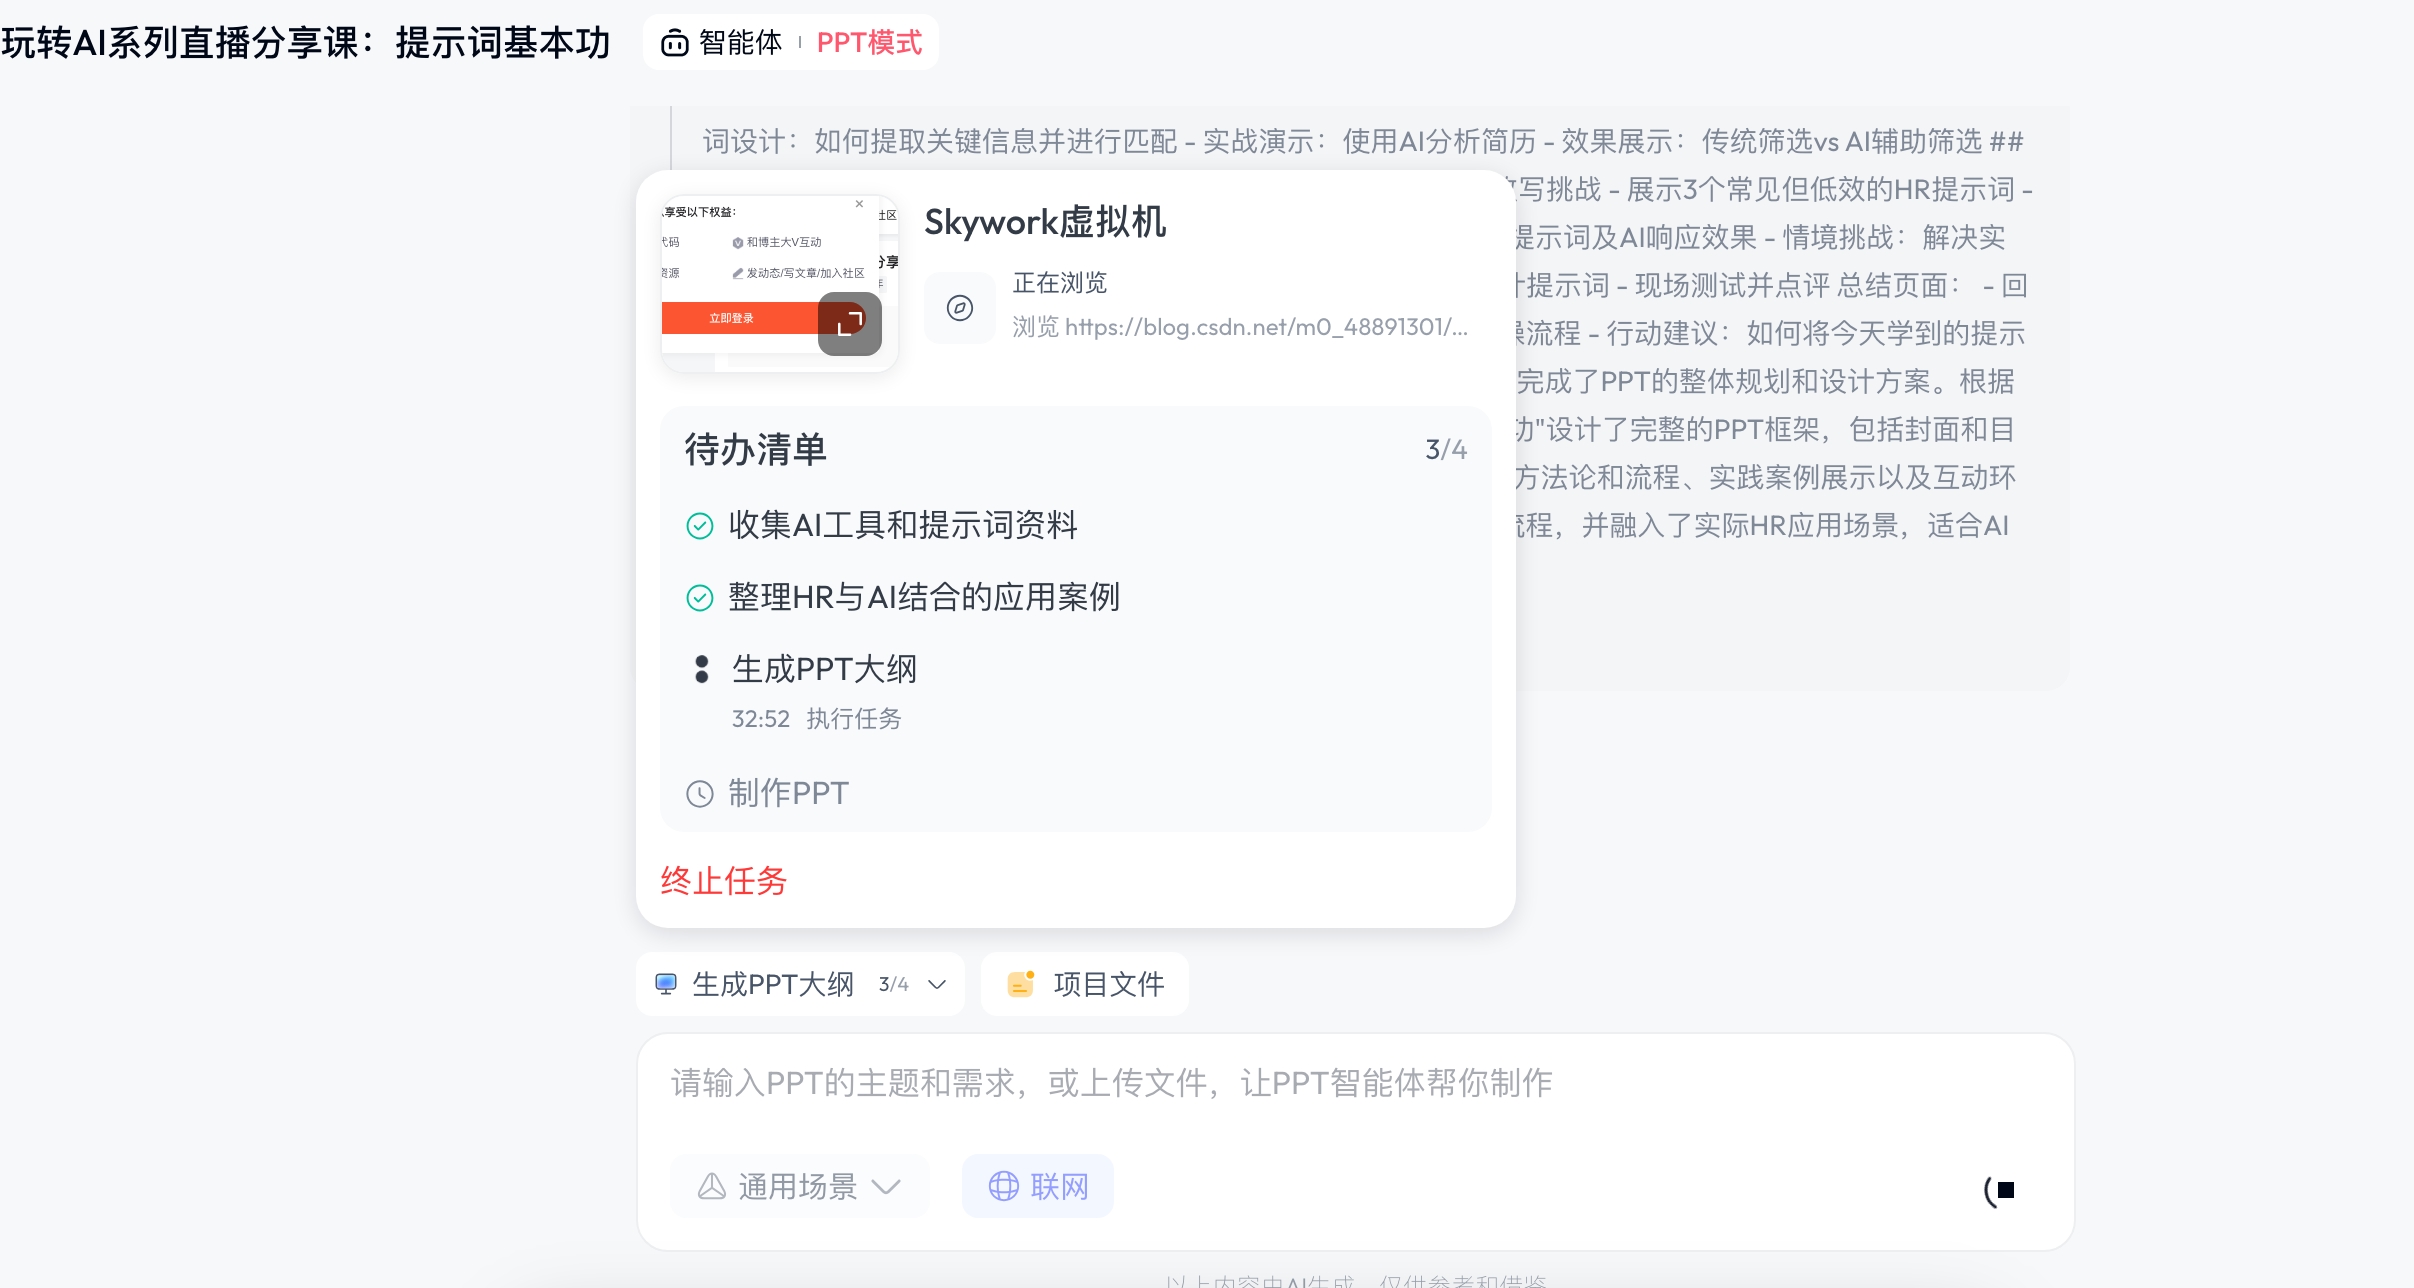 玩转AI系列直播分享课：提示词基本功
智能体
PPT模式
词设计：如何提取关键信息并进行匹配 - 实战演示：使用AI分析简历 - 效果展示：传统筛选vs AI辅助筛选 ##
写挑战 - 展示3个常见但低效的HR提示词 -
提示词及AI响应效果 - 情境挑战：解决实
提示词 - 现场测试并点评 总结页面： - 回
流程 - 行动建议：如何将今天学到的提示
完成了PPT的整体规划和设计方案。根据
功"设计了完整的PPT框架，包括封面和目
方法论和流程、实践案例展示以及互动环
流程，并融入了实际HR应用场景，适合AI
享受以下权益：
代码
和博主大V互动
资源
发动态/写文章/加入社区
立即登录
社区
分享
Skywork虚拟机
正在浏览
浏览 https://blog.csdn.net/m0_48891301/...
待办清单
3/4
收集AI工具和提示词资料
整理HR与AI结合的应用案例
生成PPT大纲
32:52 执行任务
制作PPT
终止任务
生成PPT大纲 3/4
项目文件
请输入PPT的主题和需求，或上传文件，让PPT智能体帮你制作
通用场景
联网
以上内容由AI生成，仅供参考和借鉴